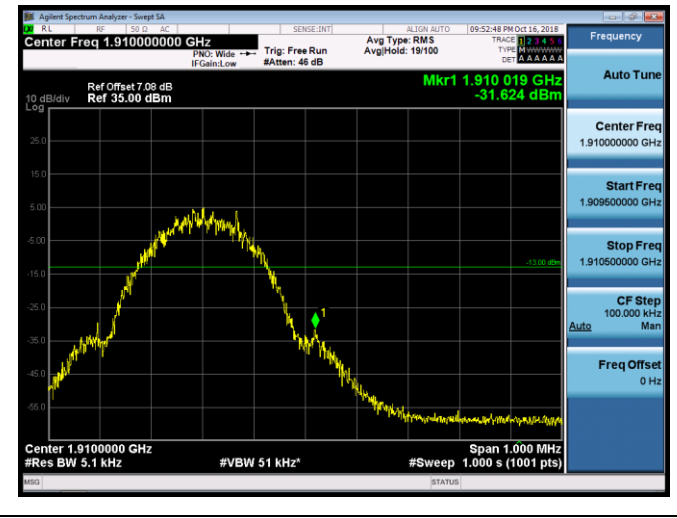 Agilent Spectrum Analyzer - Swept SA
RL RF 50 Ω AC SENSE:INT ALIGN AUTO 09:52:48 PM Oct 16, 2018
Center Freq 1.910000000 GHz
PNO: Wide
IFGain:Low
Trig: Free Run
#Atten: 46 dB
Avg Type: RMS
Avg|Hold: 19/100
TRACE 1 2 3 4 5 6
TYPE MWWWWW
DET A A A A A A
Frequency
Mkr1 1.910 019 GHz
-31.624 dBm
Ref Offset 7.08 dB
Ref 35.00 dBm
10 dB/div
Log
25.0
15.0
5.00
-5.00
-15.0
-25.0
-35.0
-45.0
-55.0
-13.00 dBm
1
Center 1.9100000 GHz
#Res BW 5.1 kHz
#VBW 51 kHz*
Span 1.000 MHz
#Sweep 1.000 s (1001 pts)
Auto Tune
Center Freq
1.910000000 GHz
Start Freq
1.909500000 GHz
Stop Freq
1.910500000 GHz
CF Step
100.000 kHz
Auto Man
Freq Offset
0 Hz
MSG STATUS